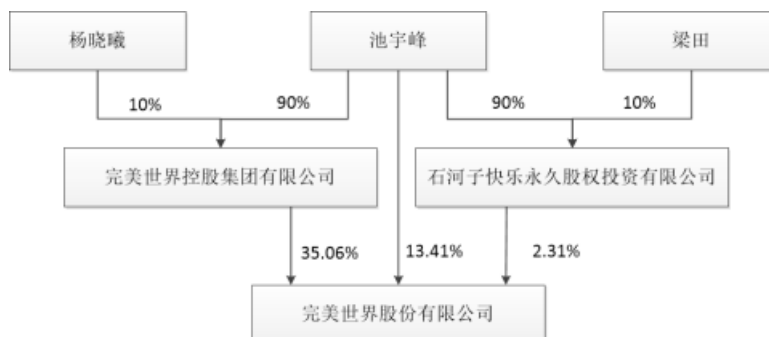 杨晓曦
池宇峰
梁田
10%
90%
90%
10%
完美世界控股集团有限公司
石河子快乐永久股权投资有限公司
35.06%
13.41%
2.31%
完美世界股份有限公司